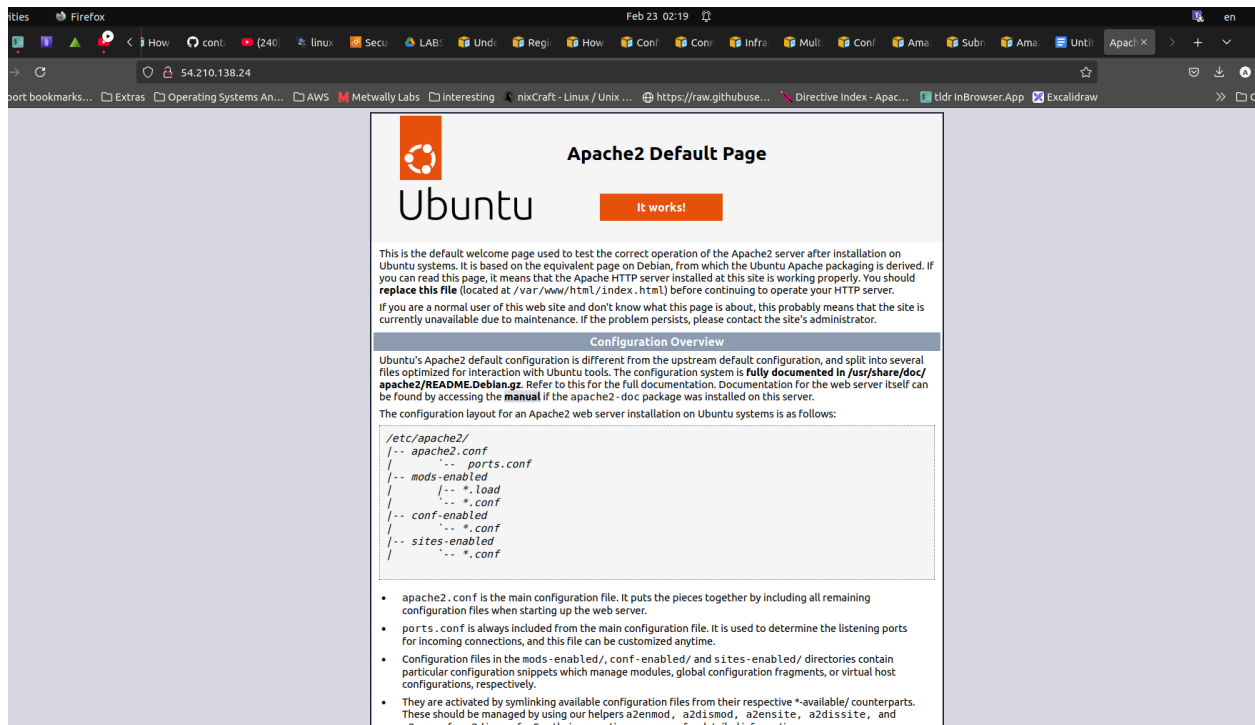 ities Firefox Feb 23 02:19 en
How cont (240) linux Secu LABS Unde Regi How Conf Conn Infra Mult Conf Ama Subn Ama Untit Apach ×
54.210.138.24
port bookmarks... Extras Operating Systems An... AWS Metwally Labs interesting nixCraft - Linux / Unix ... https://raw.githubuse... Directive Index - Apac... tldr InBrowser.App Excalidraw
Apache2 Default Page
Ubuntu
It works!
This is the default welcome page used to test the correct operation of the Apache2 server after installation on
Ubuntu systems. It is based on the equivalent page on Debian, from which the Ubuntu Apache packaging is derived. If
you can read this page, it means that the Apache HTTP server installed at this site is working properly. You should
replace this file (located at /var/www/html/index.html) before continuing to operate your HTTP server.
If you are a normal user of this web site and don't know what this page is about, this probably means that the site is
currently unavailable due to maintenance. If the problem persists, please contact the site's administrator.
Configuration Overview
Ubuntu's Apache2 default configuration is different from the upstream default configuration, and split into several
files optimized for interaction with Ubuntu tools. The configuration system is fully documented in /usr/share/doc/
apache2/README.Debian.gz. Refer to this for the full documentation. Documentation for the web server itself can
be found by accessing the manual if the apache2-doc package was installed on this server.
The configuration layout for an Apache2 web server installation on Ubuntu systems is as follows:
/etc/apache2/
|-- apache2.conf
|       `--  ports.conf
|-- mods-enabled
|       |-- *.load
|       `-- *.conf
|-- conf-enabled
|       `-- *.conf
|-- sites-enabled
|       `-- *.conf
• apache2.conf is the main configuration file. It puts the pieces together by including all remaining
configuration files when starting up the web server.
• ports.conf is always included from the main configuration file. It is used to determine the listening ports
for incoming connections, and this file can be customized anytime.
• Configuration files in the mods-enabled/, conf-enabled/ and sites-enabled/ directories contain
particular configuration snippets which manage modules, global configuration fragments, or virtual host
configurations, respectively.
• They are activated by symlinking available configuration files from their respective *-available/ counterparts.
These should be managed by using our helpers a2enmod, a2dismod, a2ensite, a2dissite, and